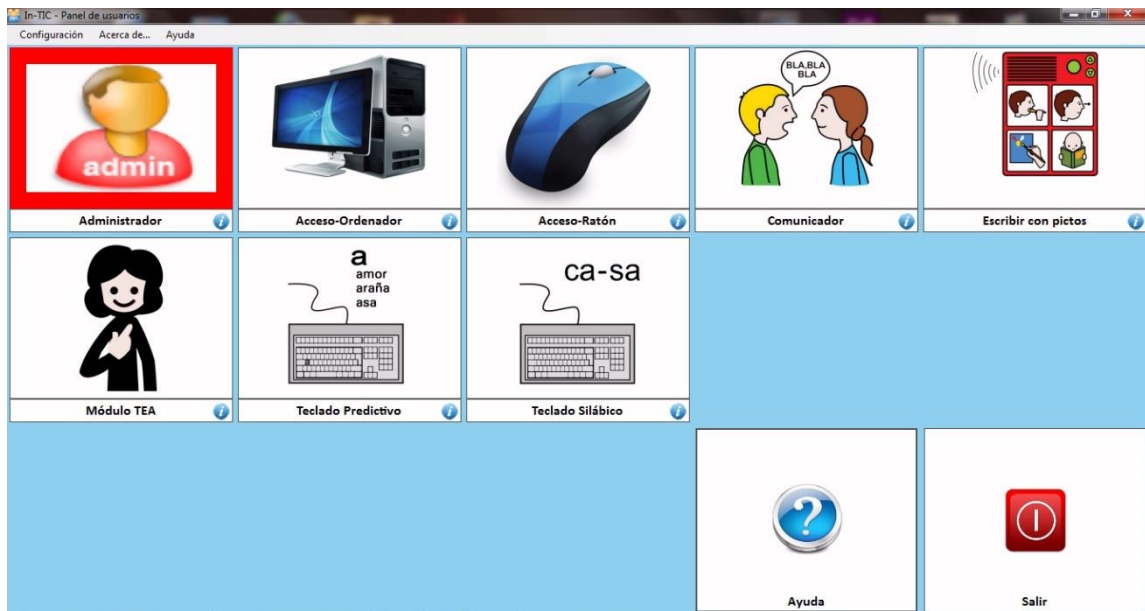 In-TIC - Panel de usuarios
Configuración Acerca de... Ayuda
admin
BLA,BLA
BLA
Administrador
Acceso-Ordenador
Acceso-Ratón
Comunicador
Escribir con pictos
a
amor
araña
asa
ca-sa
Módulo TEA
Teclado Predictivo
Teclado Silábico
Ayuda
Salir